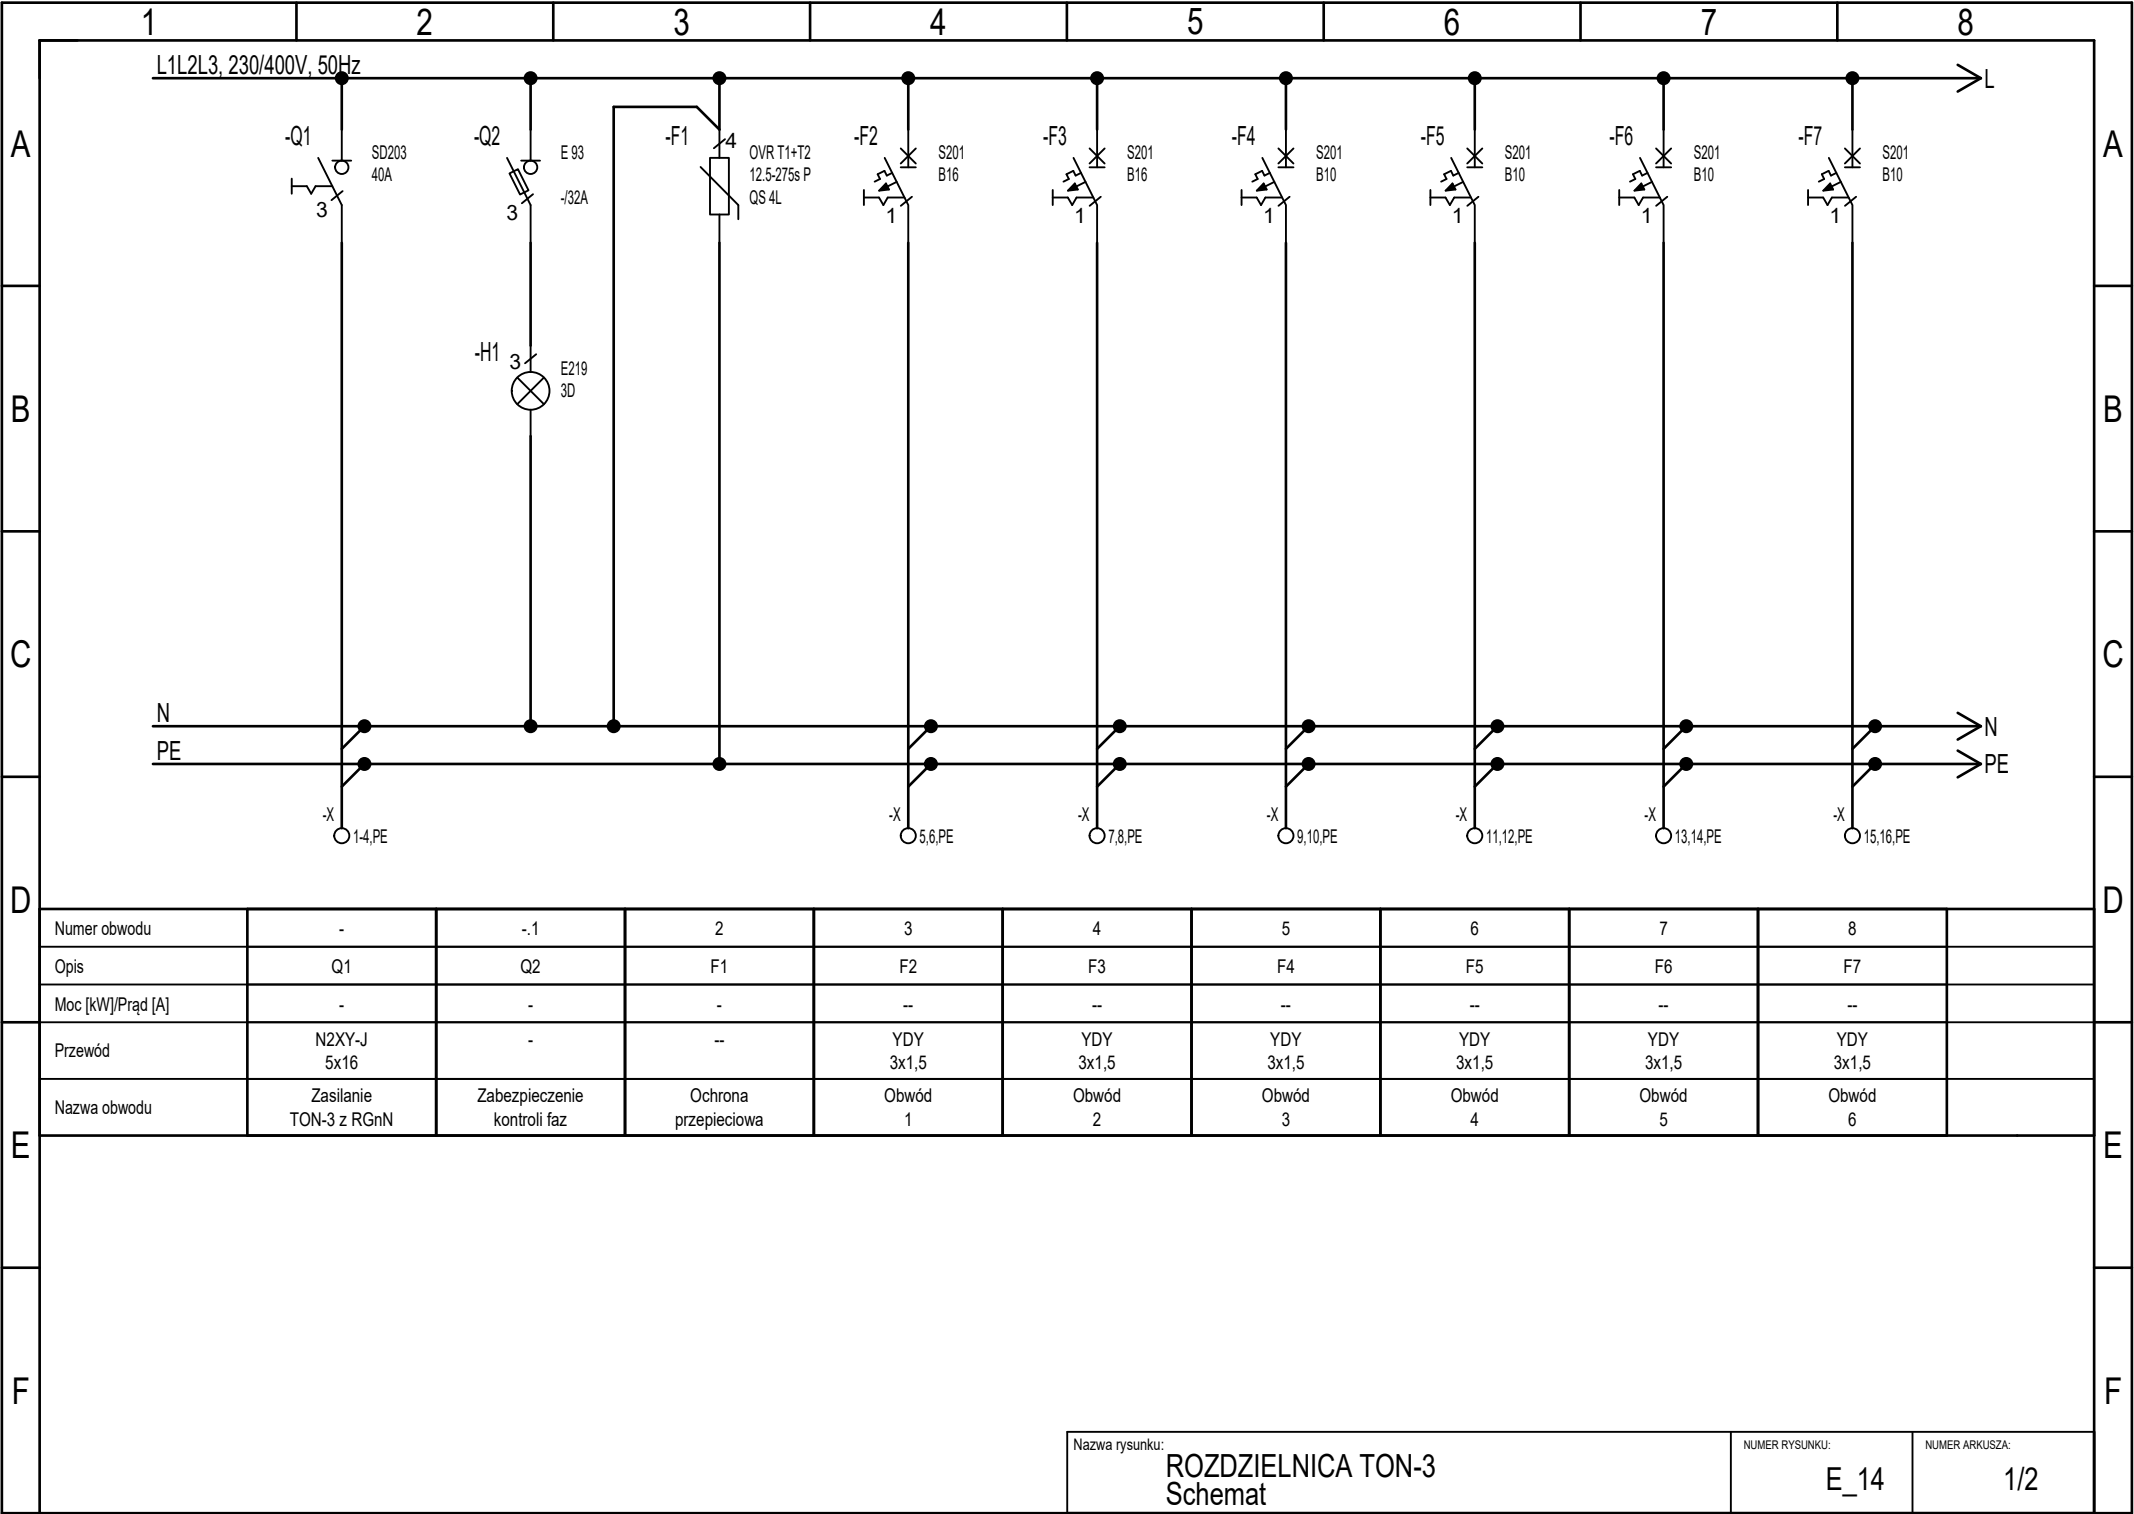 1 2 3 4 5 6 7 8
L1L2L3, 230/400V, 50Hz
L
A A
-Q1 SD203
40A
3
-Q2 E 93
-/32A
3
-F1 4 OVR T1+T2
12.5-275s P
QS 4L
-F2 S201
B16
1
-F3 S201
B16
1
-F4 S201
B10
1
-F5 S201
B10
1
-F6 S201
B10
1
-F7 S201
B10
1
-H1 3 E219
3D
B B
C C
N N
PE PE
-X 1-4,PE
-X 5,6,PE
-X 7,8,PE
-X 9,10,PE
-X 11,12,PE
-X 13,14,PE
-X 15,16,PE
D D
Numer obwodu - -.1 2 3 4 5 6 7 8
Opis Q1 Q2 F1 F2 F3 F4 F5 F6 F7
Moc [kW]/Prąd [A] - - - -- -- -- -- -- --
Przewód N2XY-J - -- YDY YDY YDY YDY YDY YDY
5x16 3x1,5 3x1,5 3x1,5 3x1,5 3x1,5 3x1,5
Nazwa obwodu Zasilanie Zabezpieczenie Ochrona Obwód Obwód Obwód Obwód Obwód Obwód
TON-3 z RGnN kontroli faz przepieciowa 1 2 3 4 5 6
E E
F F
Nazwa rysunku:
ROZDZIELNICA TON-3
Schemat
NUMER RYSUNKU:
E_14
NUMER ARKUSZA:
1/2